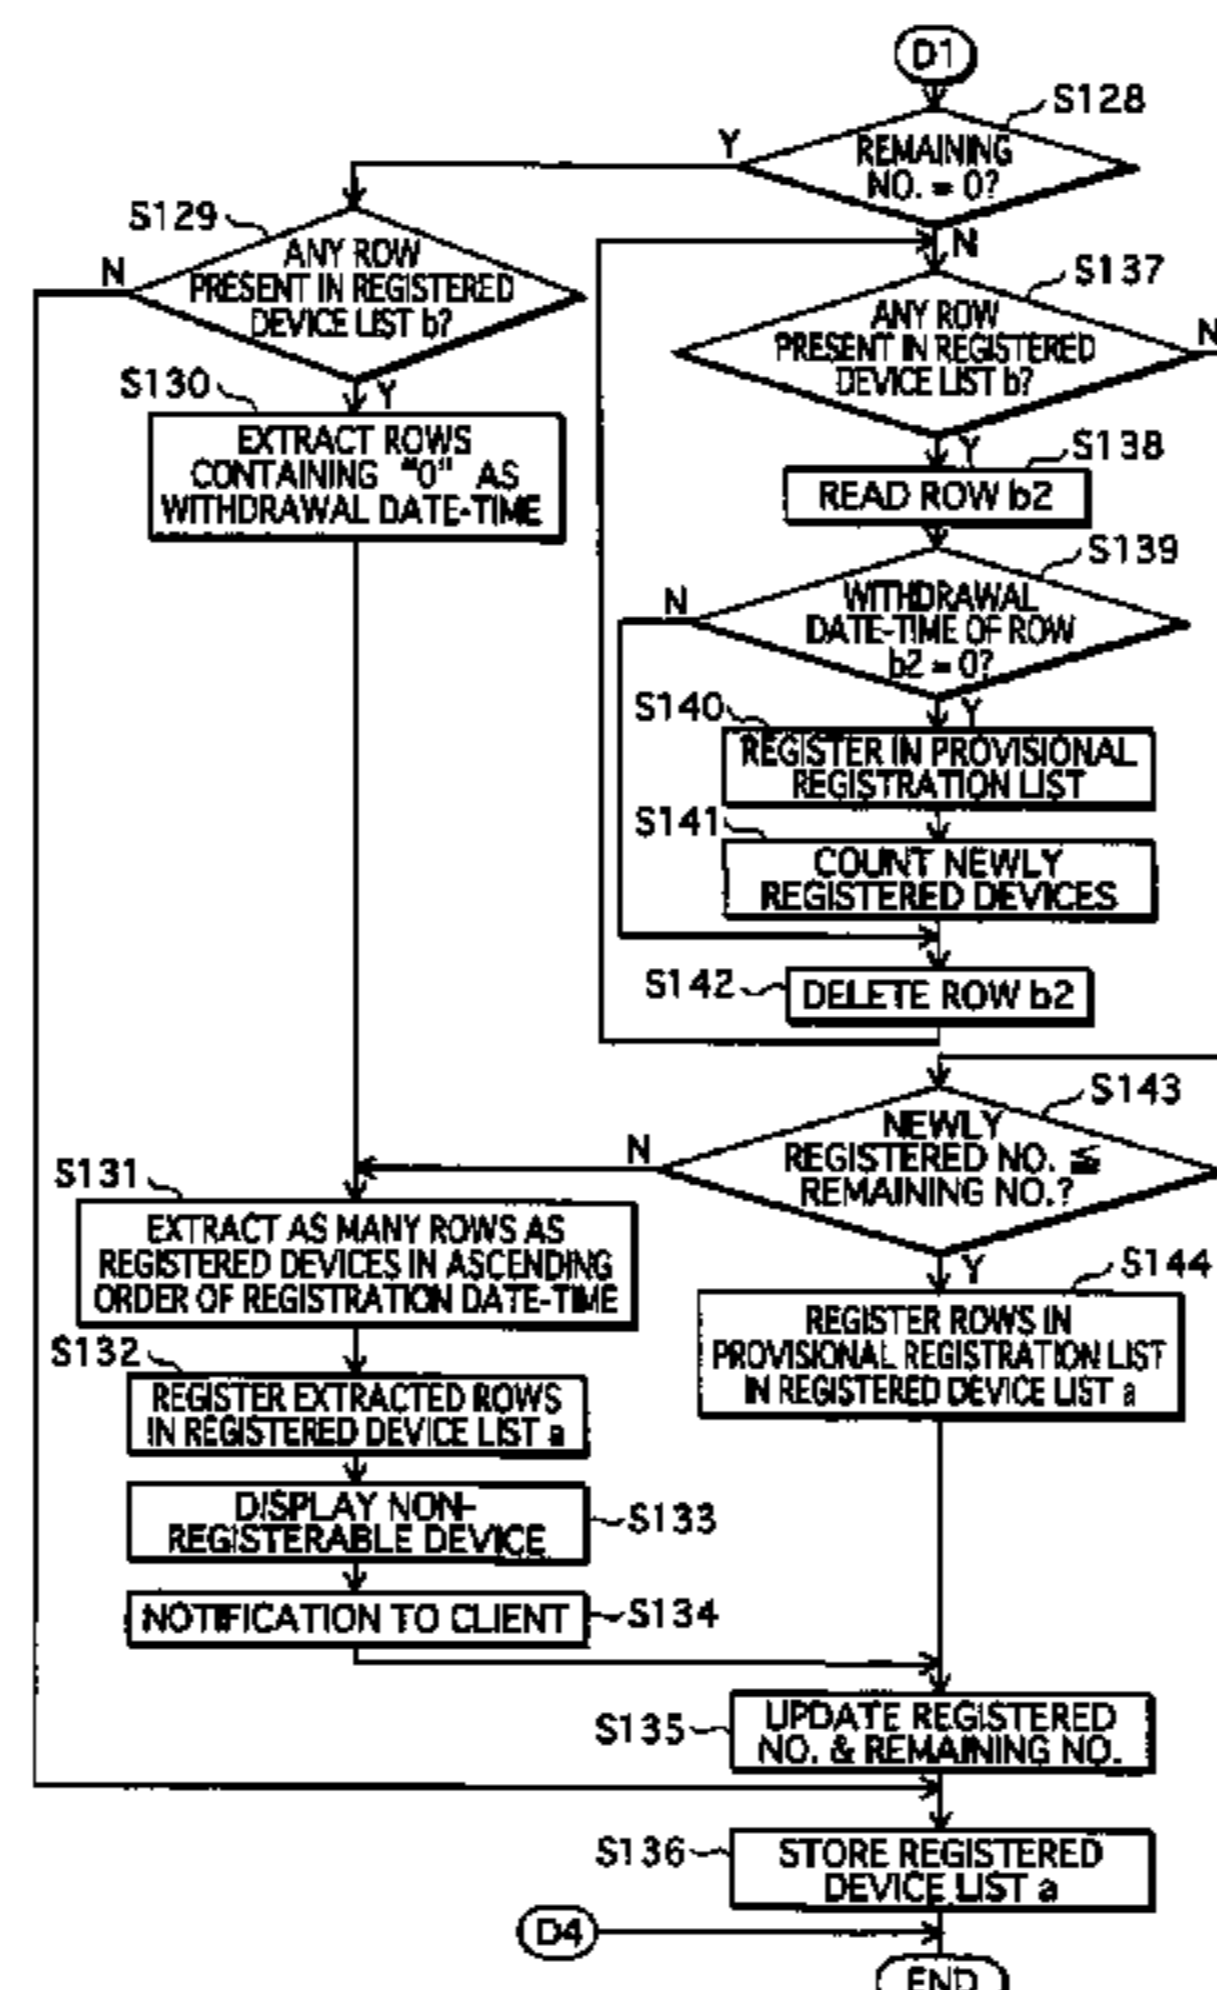 D1
S128
Y
REMAINING
NO. = 0?
N
S129
N
ANY ROW
PRESENT IN REGISTERED
DEVICE LIST b?
Y
S130
EXTRACT ROWS
CONTAINING "0" AS
WITHDRAWAL DATE-TIME
S137
ANY ROW
PRESENT IN REGISTERED
DEVICE LIST b?
N
Y
S138
READ ROW b2
S139
N
WITHDRAWAL
DATE-TIME OF ROW
b2 = 0?
Y
S140
REGISTER IN PROVISIONAL
REGISTRATION LIST
S141
COUNT NEWLY
REGISTERED DEVICES
S142
DELETE ROW b2
S143
N
NEWLY
REGISTERED NO. ≦
REMAINING NO.?
Y
S131
EXTRACT AS MANY ROWS AS
REGISTERED DEVICES IN ASCENDING
ORDER OF REGISTRATION DATE-TIME
S144
REGISTER ROWS IN
PROVISIONAL REGISTRATION LIST
IN REGISTERED DEVICE LIST a
S132
REGISTER EXTRACTED ROWS
IN REGISTERED DEVICE LIST a
DISPLAY NON-
REGISTERABLE DEVICE
S133
NOTIFICATION TO CLIENT
S134
S135
UPDATE REGISTERED
NO. & REMAINING NO.
S136
STORE REGISTERED
DEVICE LIST a
D4
END